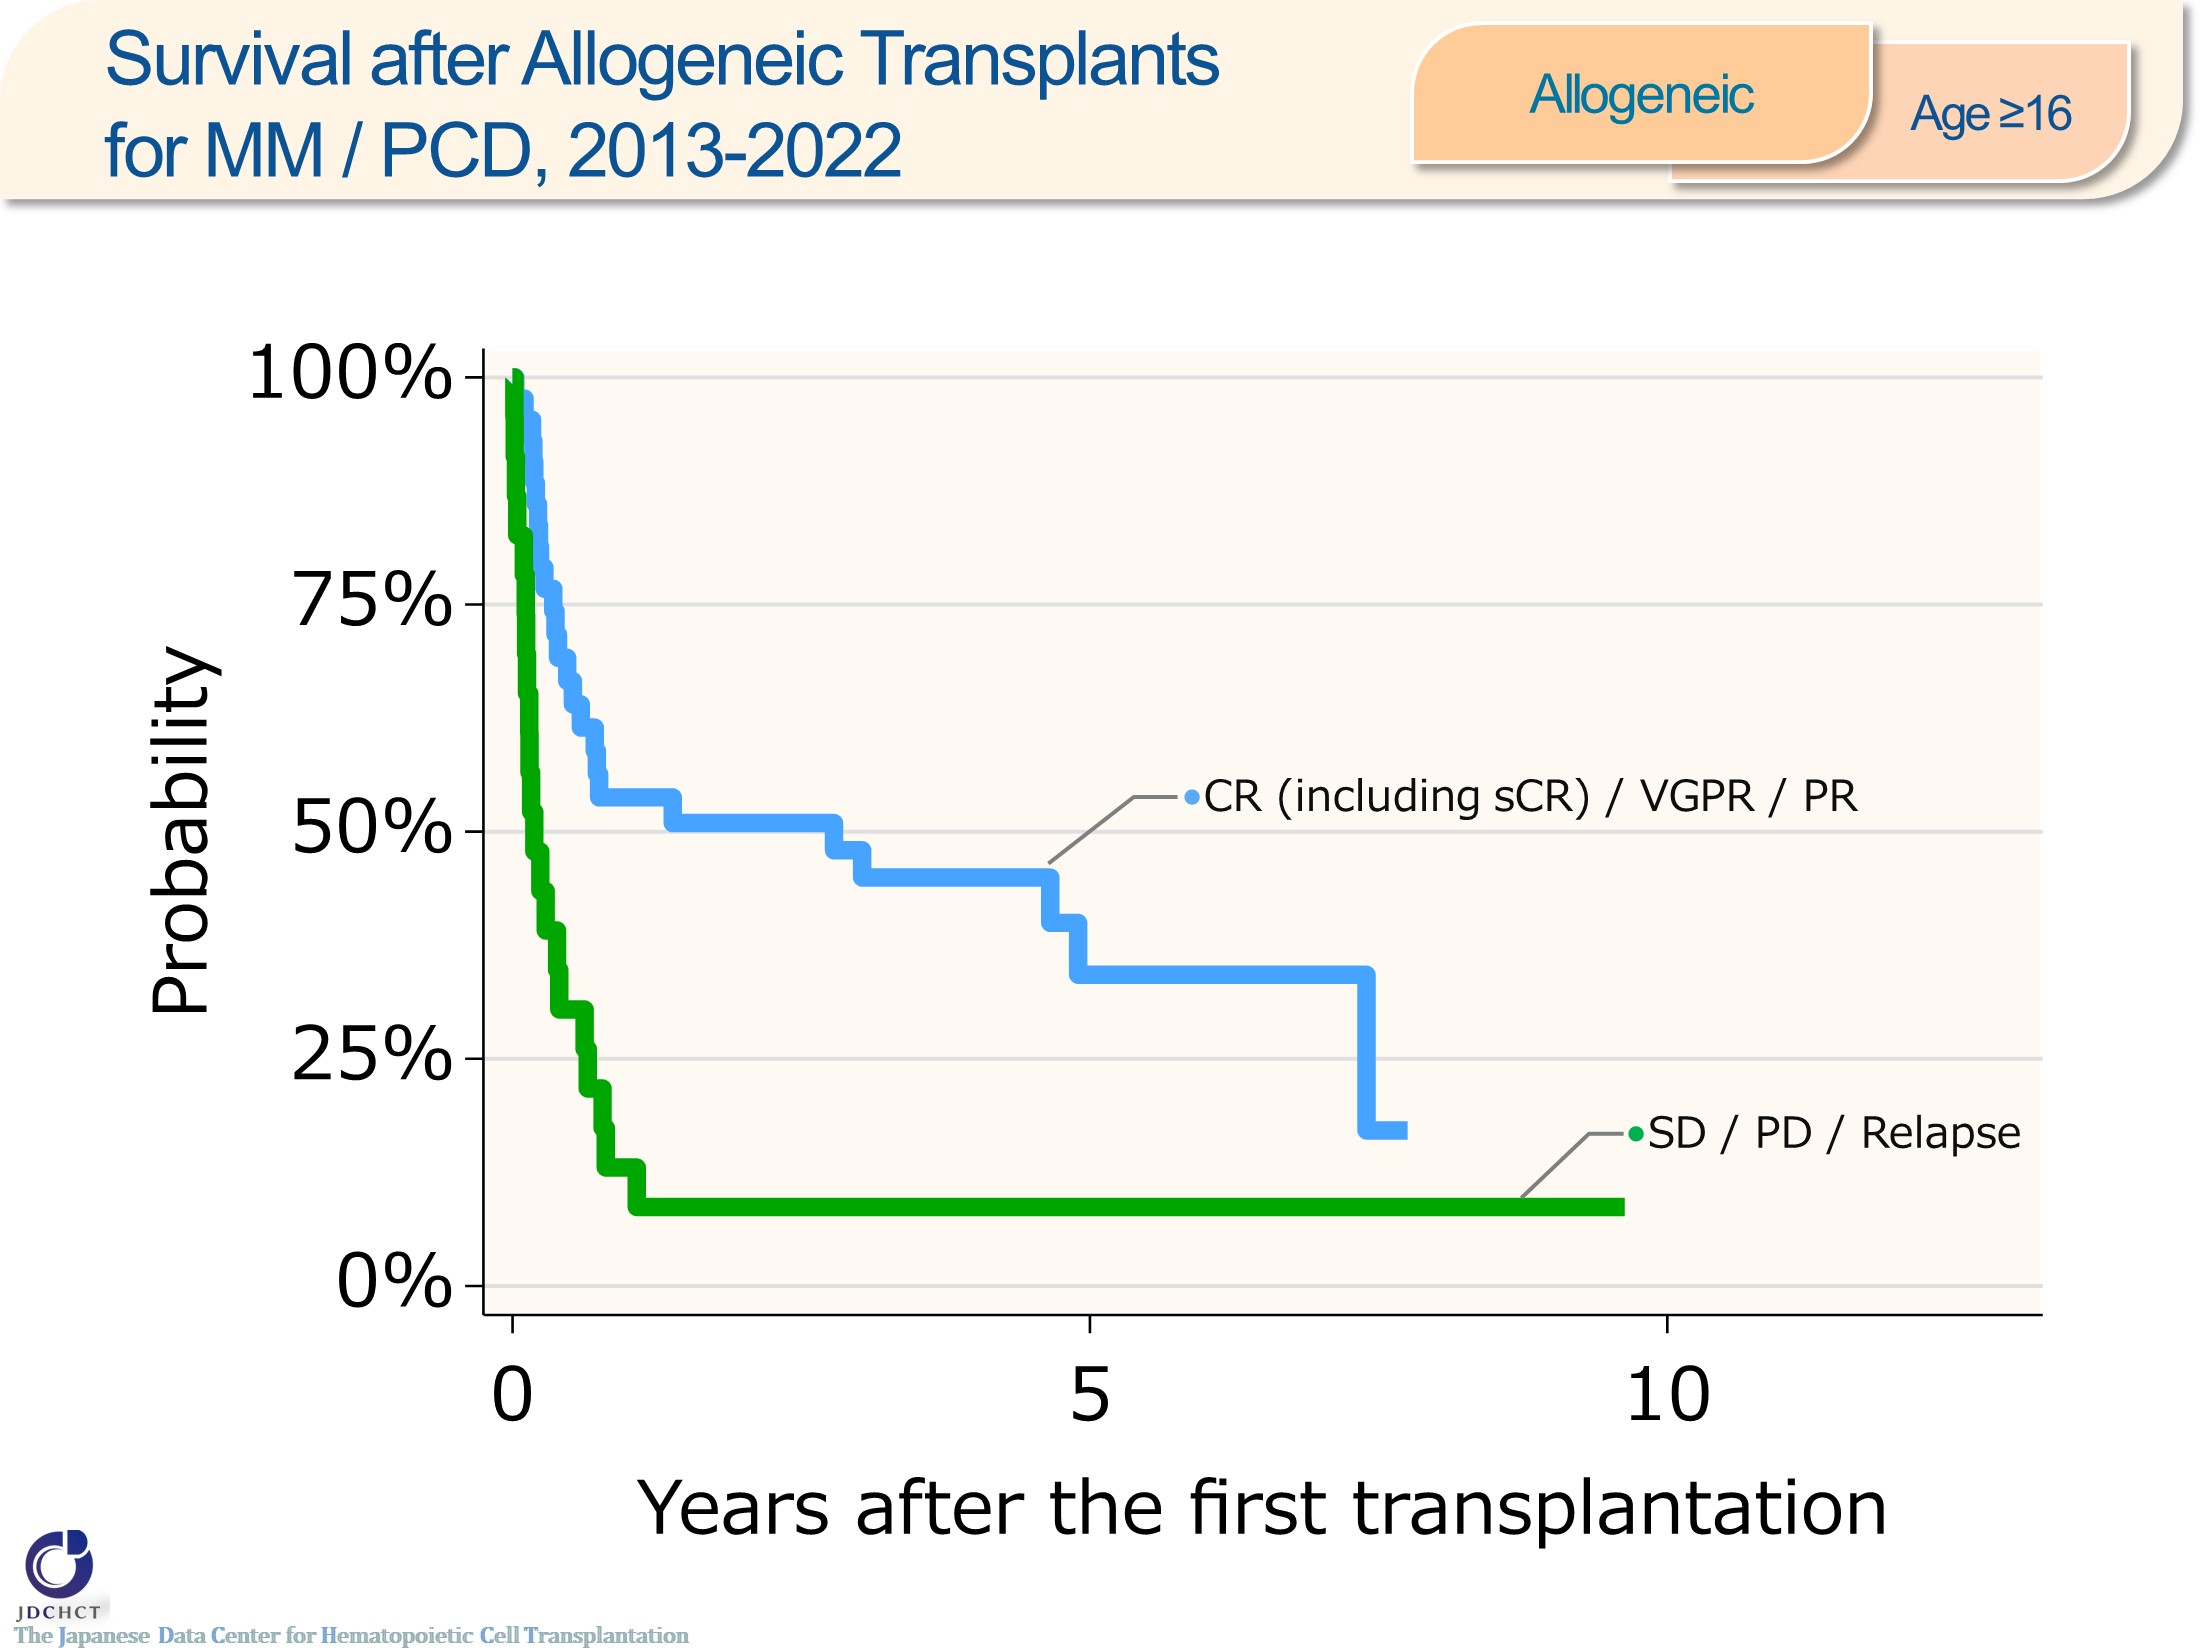 Survival after Allogeneic Transplants
for MM / PCD, 2013-2022
Allogeneic
Age ≥16
100%
75%
50%
25%
0%
Probability
CR (including sCR) / VGPR / PR
SD / PD / Relapse
0
5
10
Years after the first transplantation
JDCHCT
The Japanese Data Center for Hematopoietic Cell Transplantation